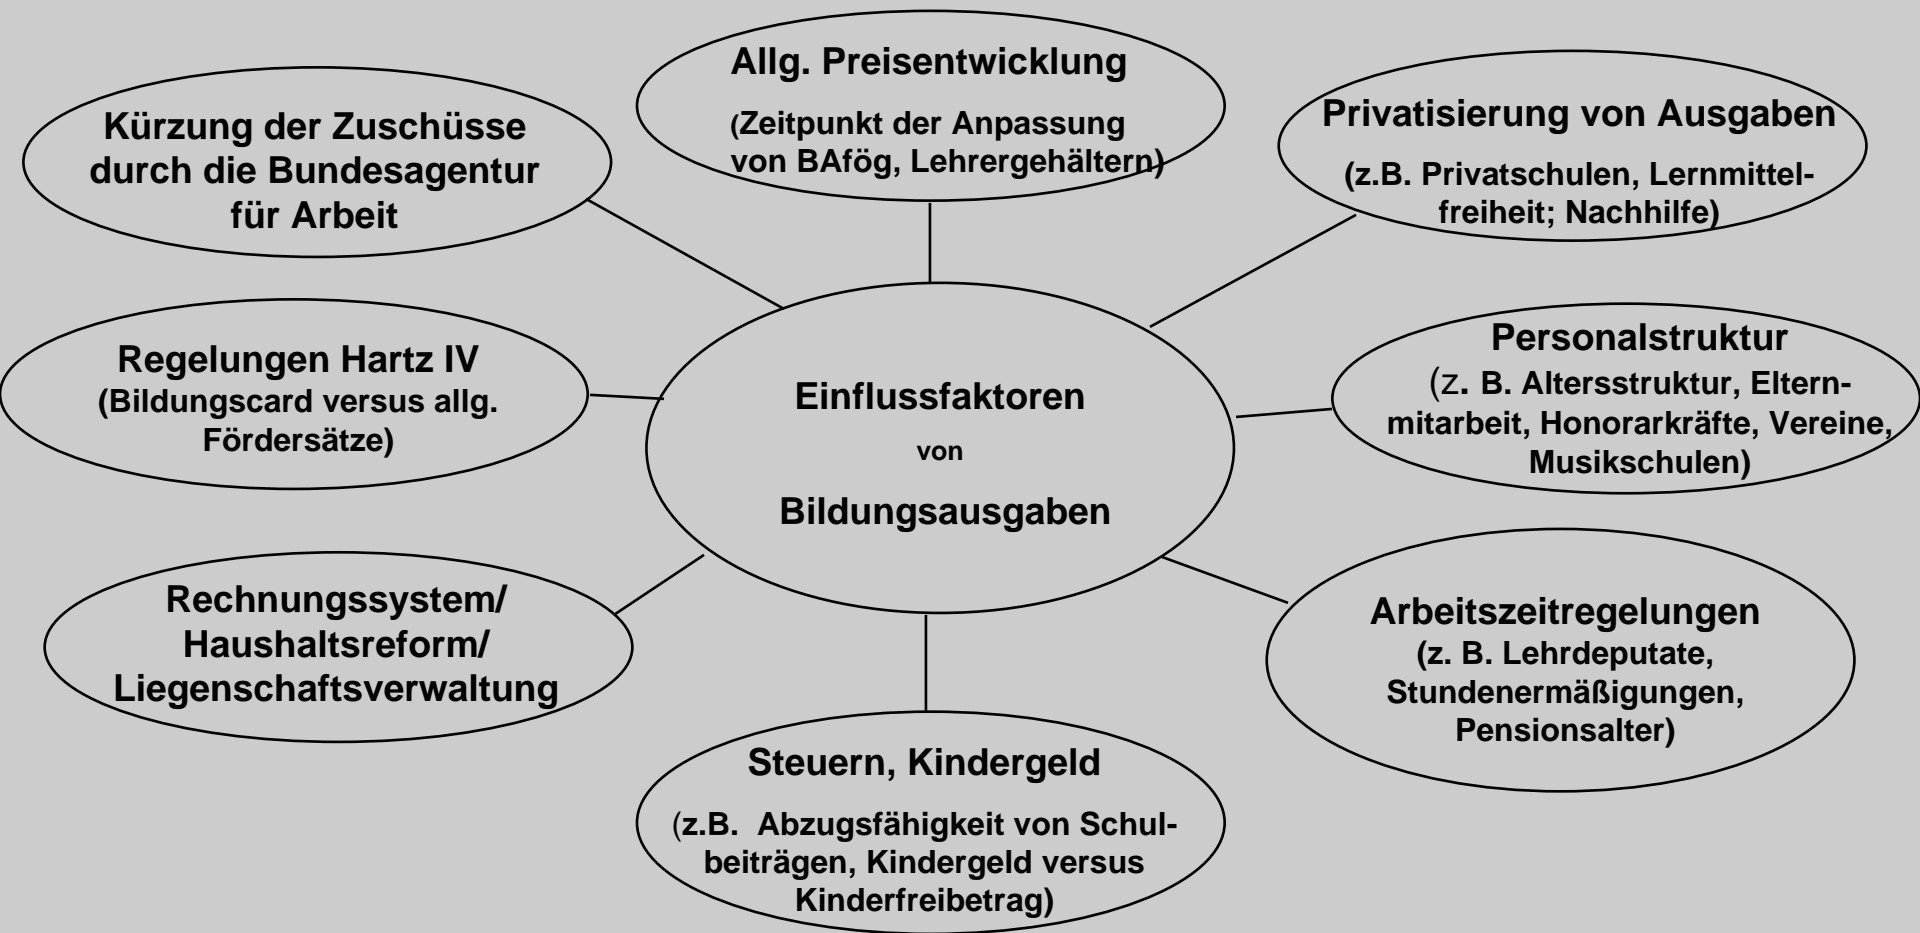 Allg. Preisentwicklung
(Zeitpunkt der Anpassung
von BAfög, Lehrergehältern)
Kürzung der Zuschüsse
durch die Bundesagentur
für Arbeit
Privatisierung von Ausgaben
(z.B. Privatschulen, Lernmittel-
freiheit; Nachhilfe)
Regelungen Hartz IV
(Bildungscard versus allg.
Fördersätze)
Einflussfaktoren
von
Bildungsausgaben
Personalstruktur
(z. B. Altersstruktur, Eltern-
mitarbeit, Honorarkräfte, Vereine,
Musikschulen)
Rechnungssystem/
Haushaltsreform/
Liegenschaftsverwaltung
Arbeitszeitregelungen
(z. B. Lehrdeputate,
Stundenermäßigungen,
Pensionsalter)
Steuern, Kindergeld
(z.B. Abzugsfähigkeit von Schul-
beiträgen, Kindergeld versus
Kinderfreibetrag)